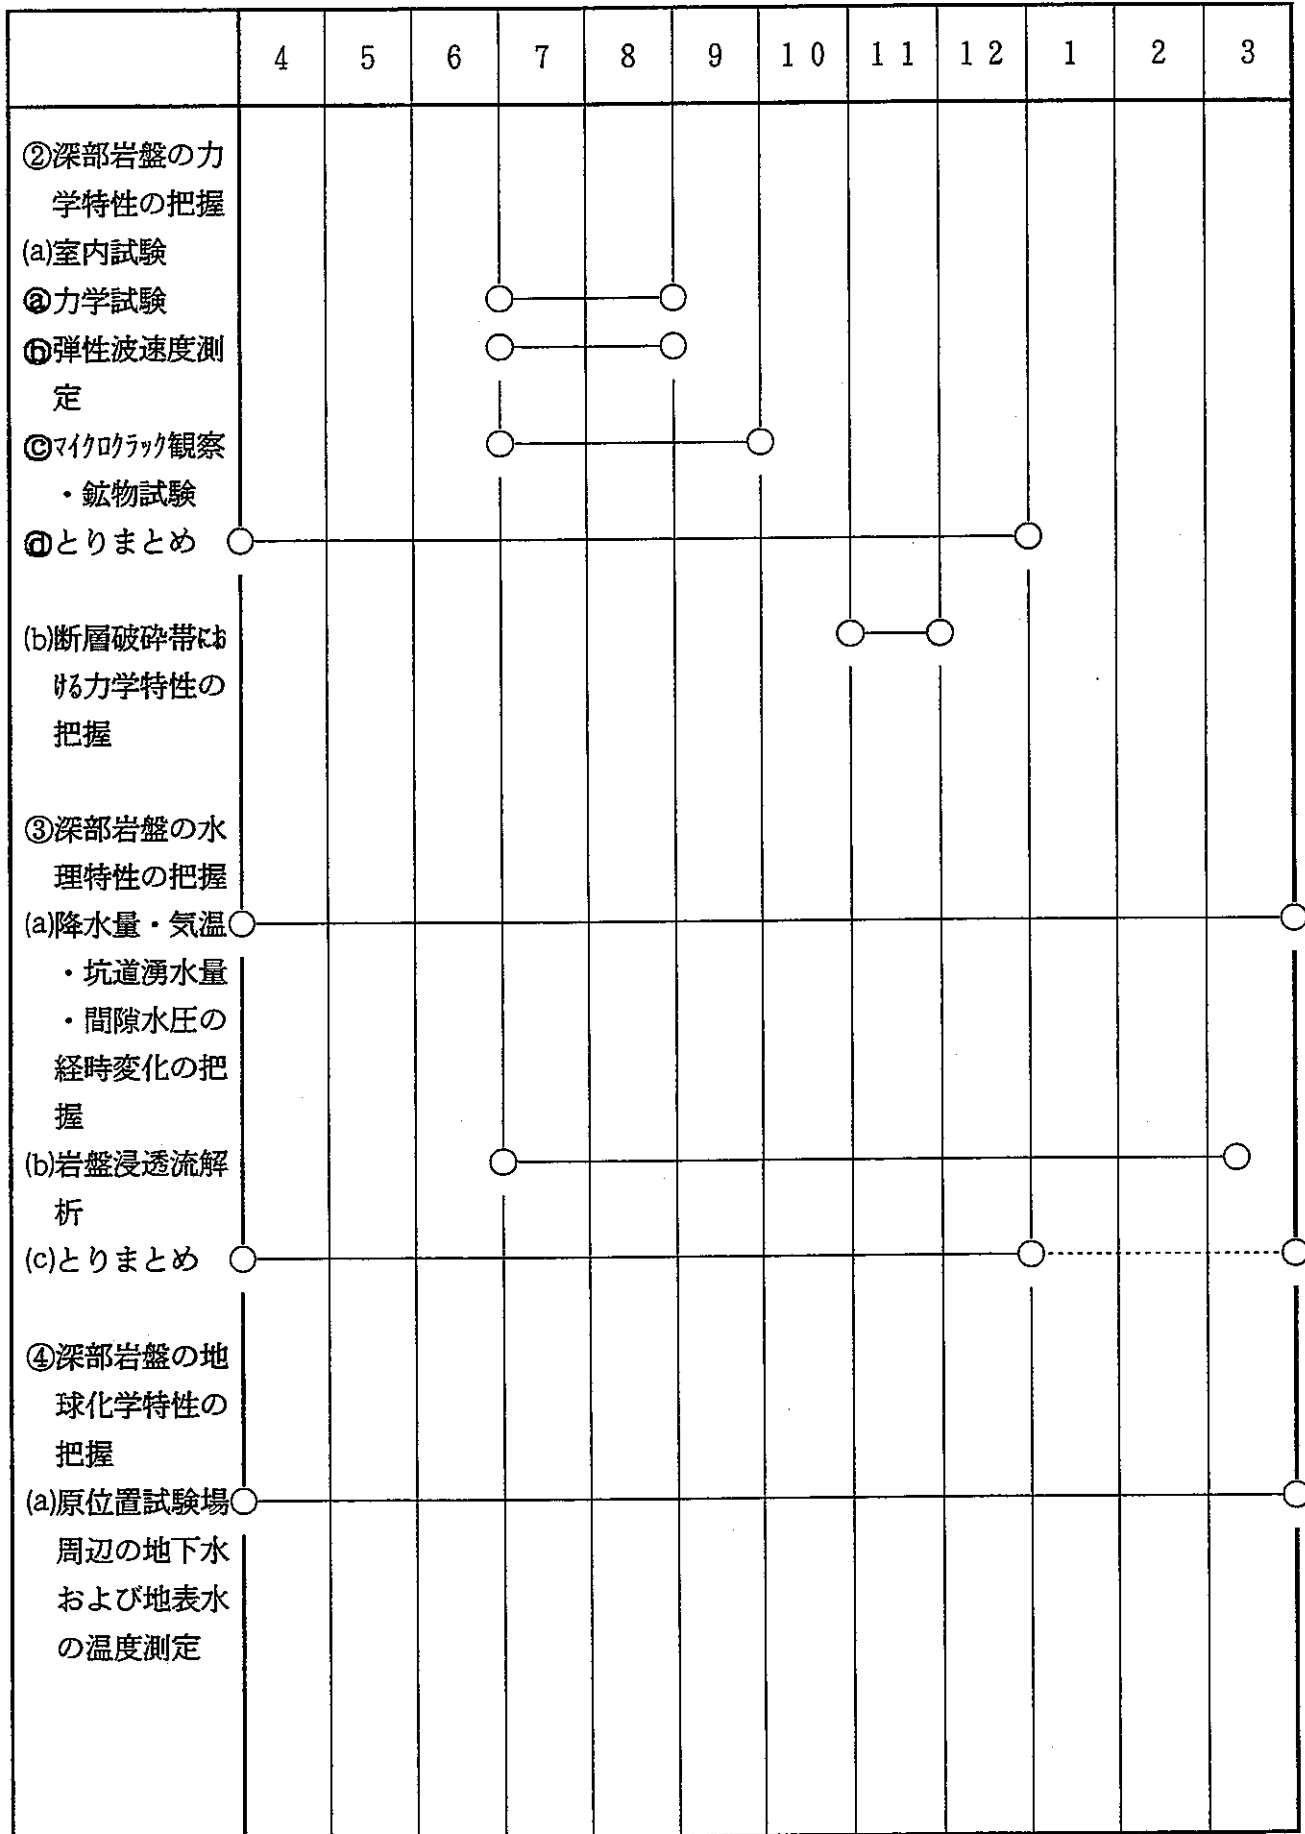 4 5 6 7 8 9 10 11 12 1 2 3
②深部岩盤の力
学特性の把握
(a)室内試験
ⓐ力学試験
ⓑ弾性波速度測
定
ⓒマイクロクラック観察
・鉱物試験
ⓓとりまとめ
(b)断層破砕帯にお
ける力学特性の
把握
③深部岩盤の水
理特性の把握
(a)降水量・気温
・坑道湧水量
・間隙水圧の
経時変化の把
握
(b)岩盤浸透流解
析
(c)とりまとめ
④深部岩盤の地
球化学特性の
把握
(a)原位置試験場
周辺の地下水
および地表水
の温度測定